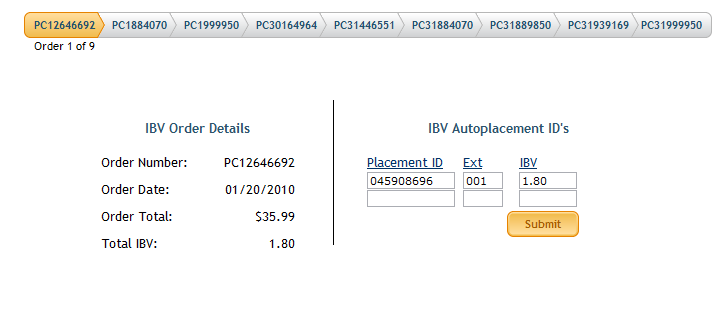 PC12646692 PC1884070 PC1999950 PC30164964 PC31446551 PC31884070 PC31889850 PC31939169 PC31999950
Order 1 of 9
IBV Order Details
Order Number: PC12646692
Order Date: 01/20/2010
Order Total: $35.99
Total IBV: 1.80
IBV Autoplacement ID's
Placement ID Ext IBV
045908696 001 1.80
Submit